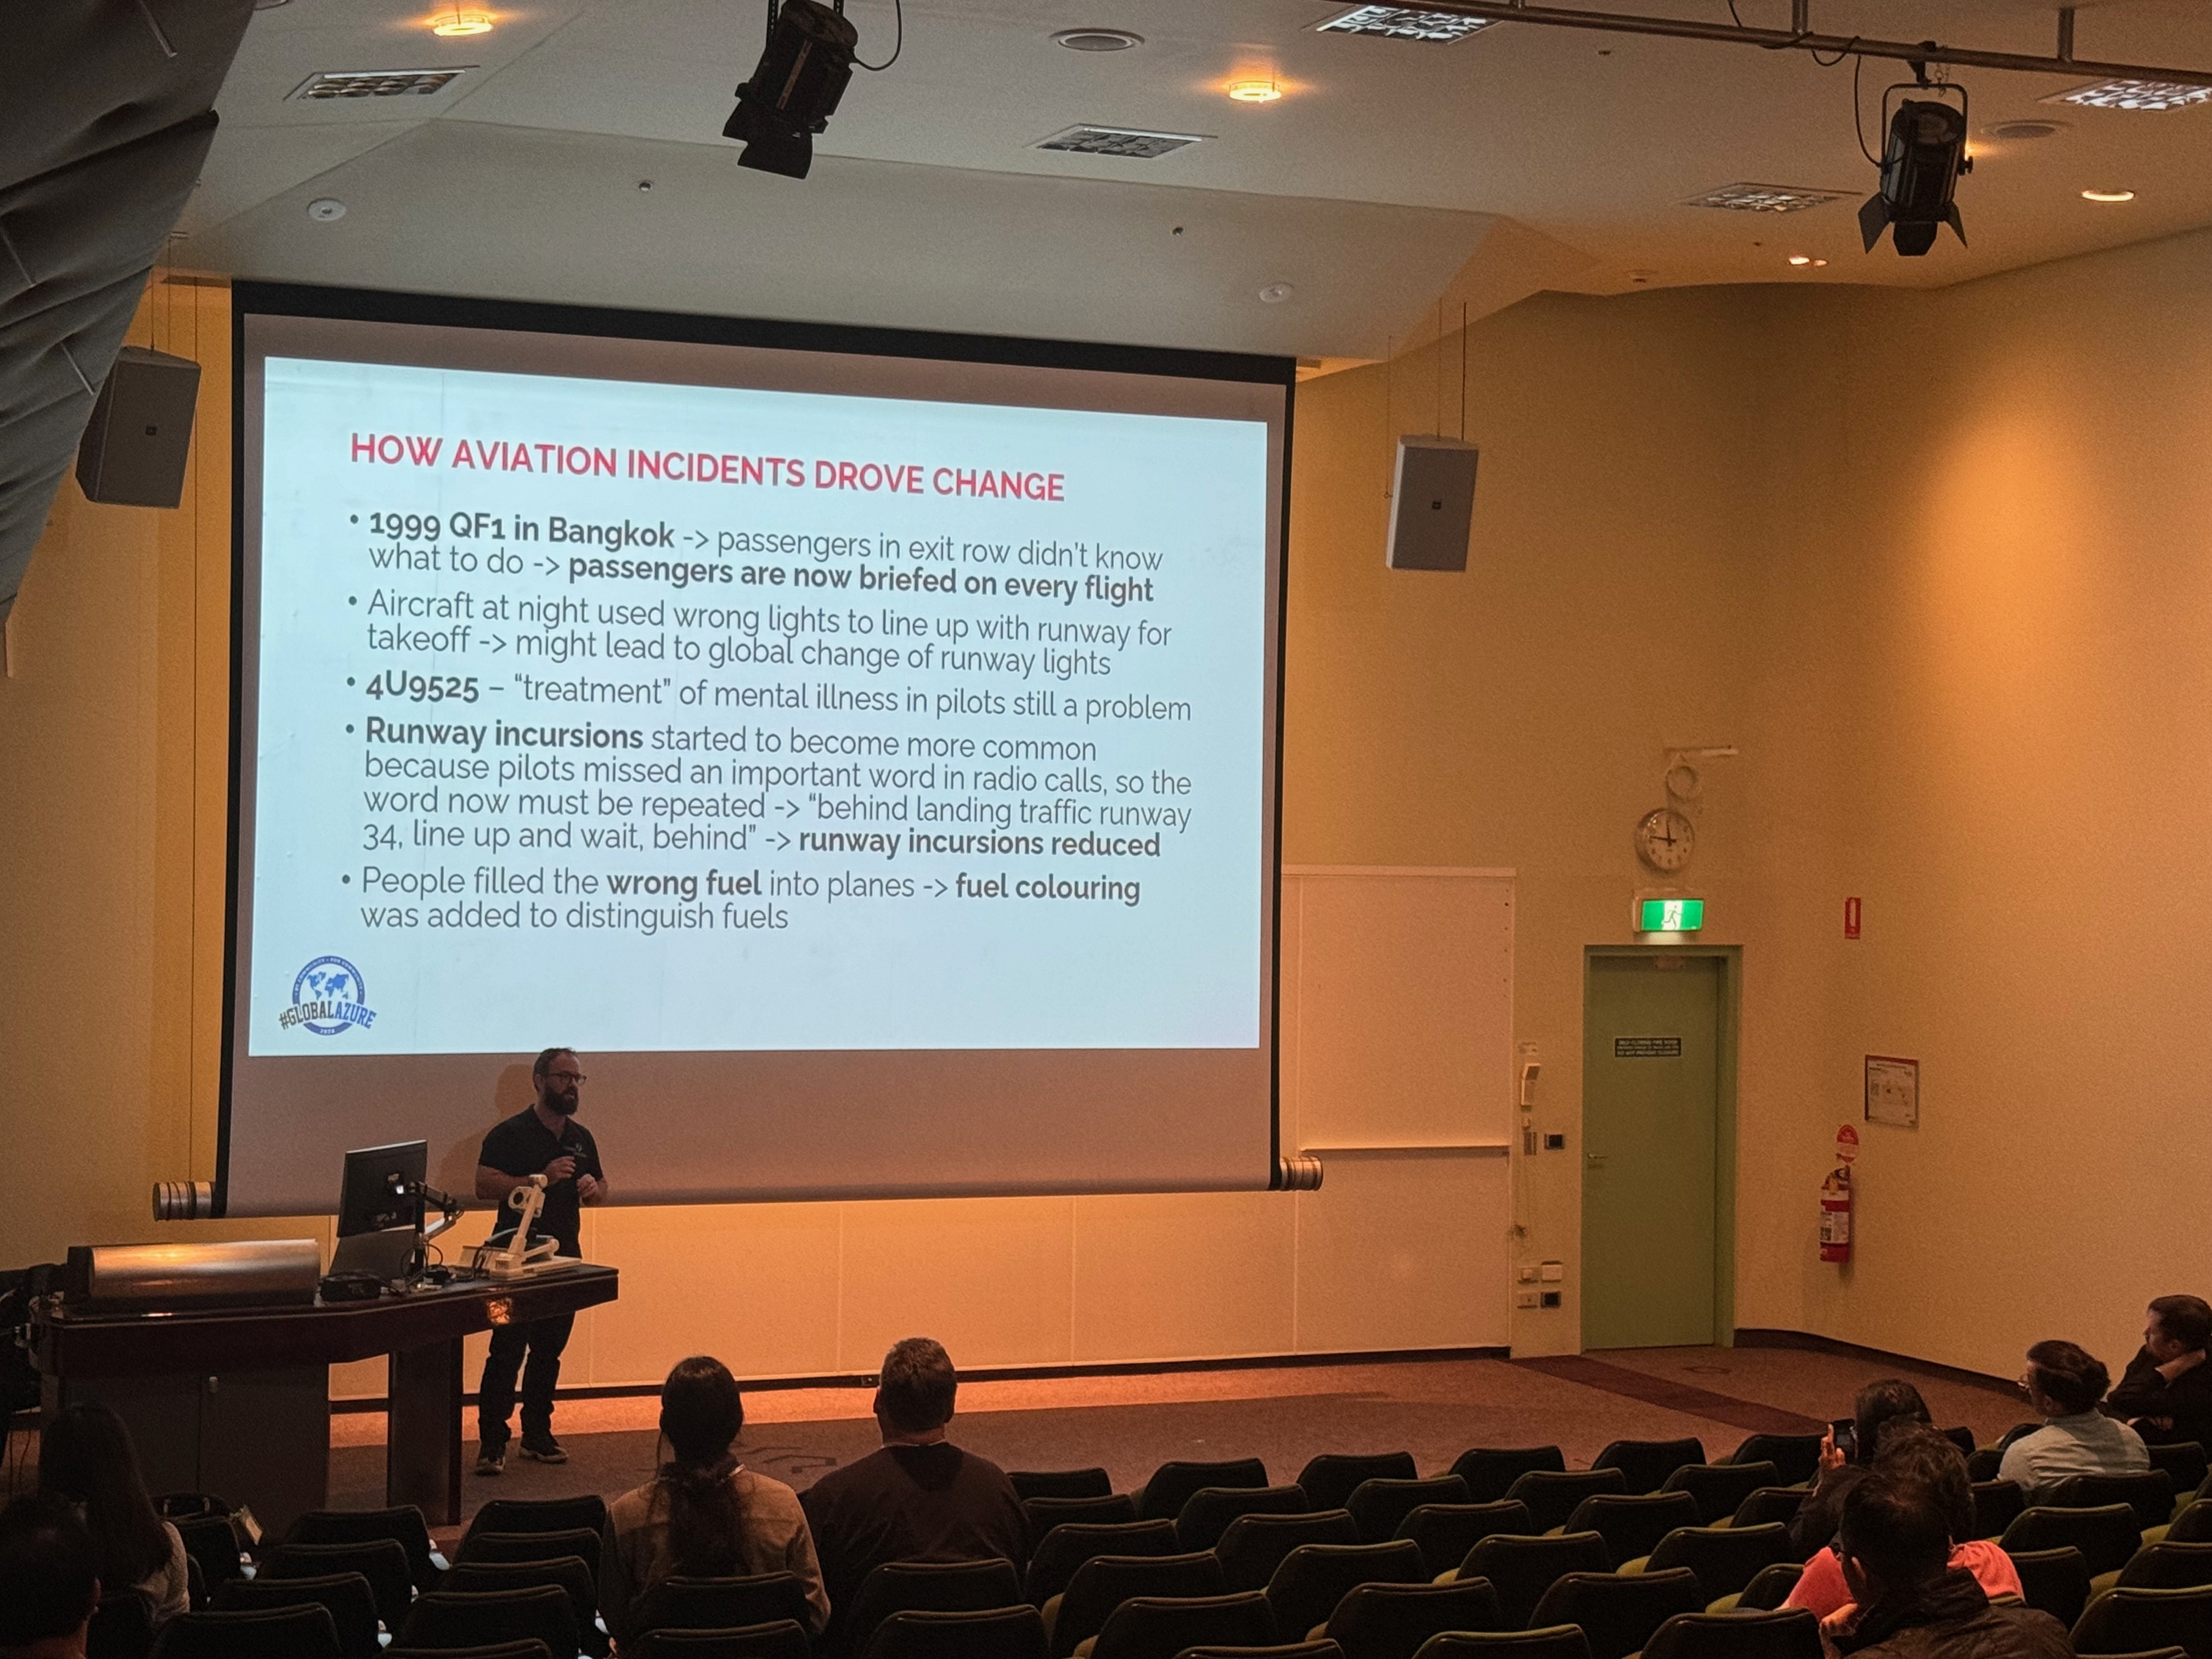 HOW AVIATION INCIDENTS DROVE CHANGE
• 1999 QF1 in Bangkok -> passengers in exit row didn't know
what to do -> passengers are now briefed on every flight
• Aircraft at night used wrong lights to line up with runway for
takeoff -> might lead to global change of runway lights
• 4U9525 – "treatment" of mental illness in pilots still a problem
• Runway incursions started to become more common
because pilots missed an important word in radio calls, so the
word now must be repeated -> "behind landing traffic runway
34, line up and wait, behind" -> runway incursions reduced
• People filled the wrong fuel into planes -> fuel colouring
was added to distinguish fuels
#GLOBALAZURE